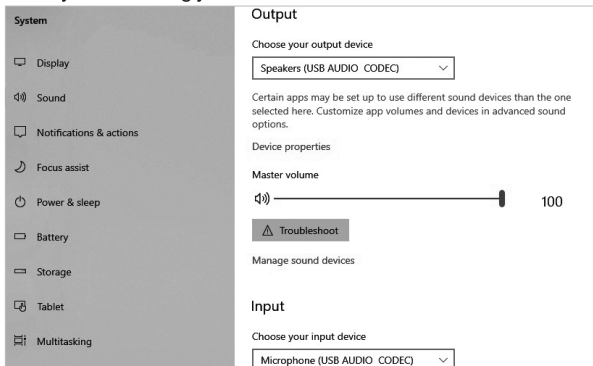 System
Display
Sound
Notifications & actions
Focus assist
Power & sleep
Battery
Storage
Tablet
Multitasking
Output
Choose your output device
Speakers (USB AUDIO CODEC)
Certain apps may be set up to use different sound devices than the one
selected here. Customize app volumes and devices in advanced sound
options.
Device properties
Master volume
100
Troubleshoot
Manage sound devices
Input
Choose your input device
Microphone (USB AUDIO CODEC)